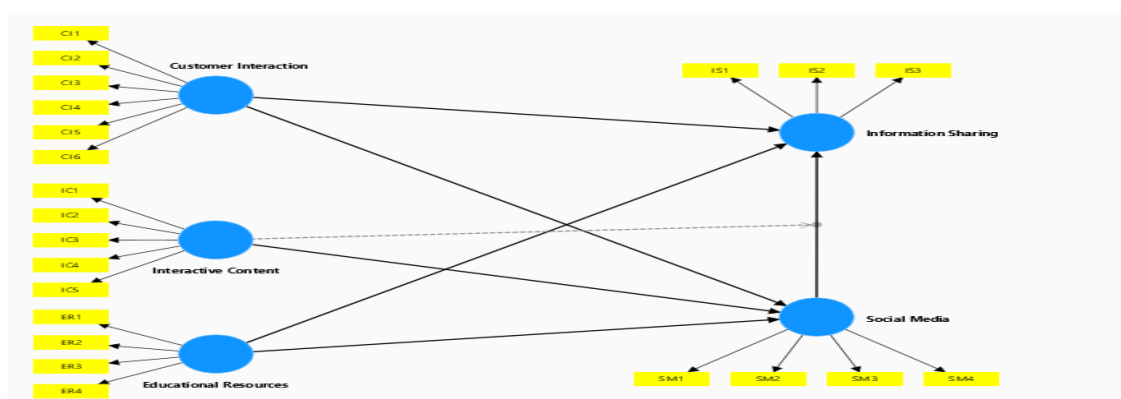 CI1
CI2
CI3
CI4
CI5
CI6
Customer Interaction
IC1
IC2
IC3
IC4
IC5
Interactive Content
ER1
ER2
ER3
ER4
Educational Resources
IS1 IS2 IS3
Information Sharing
Social Media
SM1 SM2 SM3 SM4